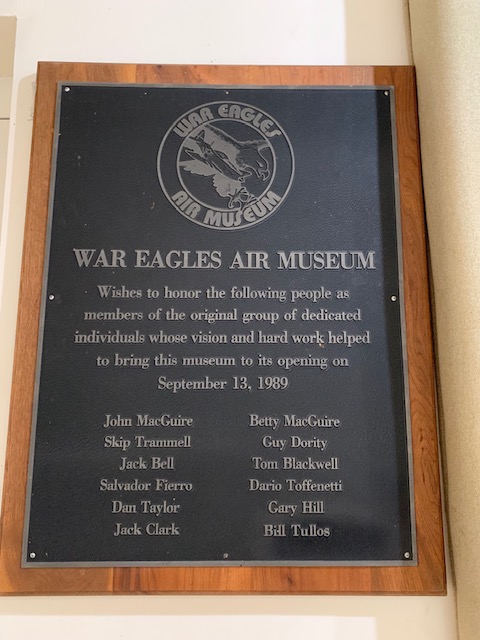 WAR EAGLES
AIR MUSEUM
WAR EAGLES AIR MUSEUM
Wishes to honor the following people as
members of the original group of dedicated
individuals whose vision and hard work helped
to bring this museum to its opening on
September 13, 1989
John MacGuire
Skip Trammell
Jack Bell
Salvador Fierro
Dan Taylor
Jack Clark
Betty MacGuire
Guy Dority
Tom Blackwell
Dario Toffenetti
Gary Hill
Bill Tullos